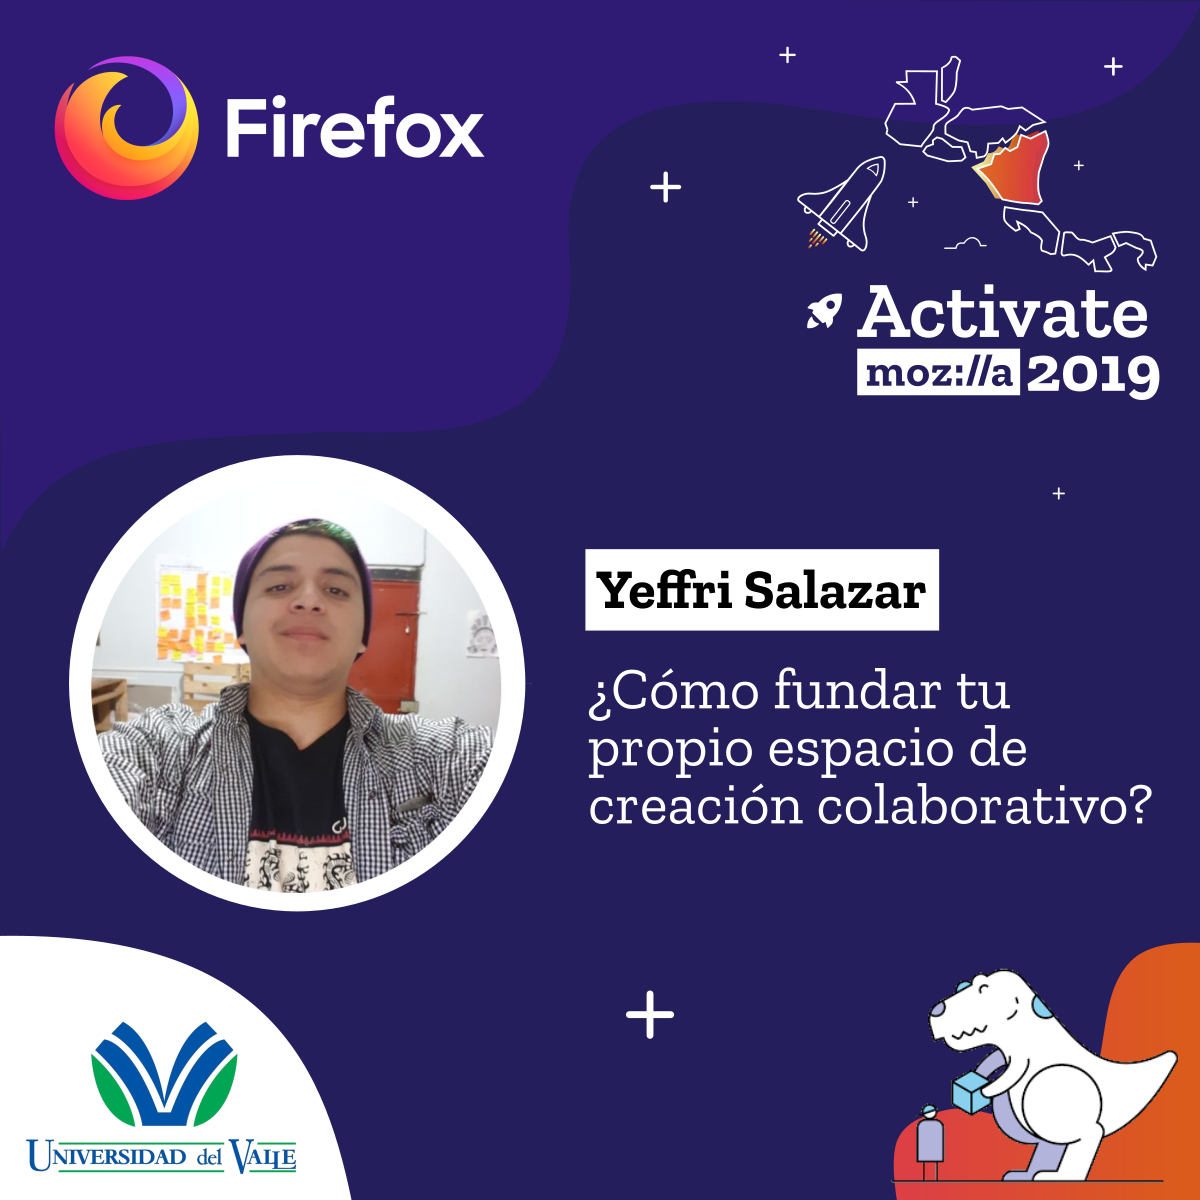 Firefox
Activate
moz://a 2019
Yeffri Salazar
¿Cómo fundar tu
propio espacio de
creación colaborativo?
UNIVERSIDAD del VALLE